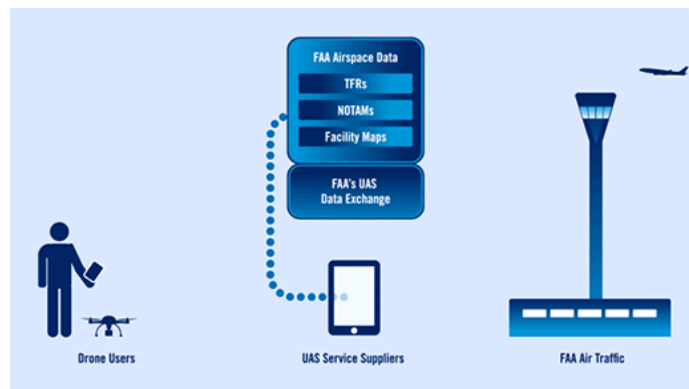 FAA Airspace Data
TFRs
NOTAMs
Facility Maps
FAA's UAS
Data Exchange
Drone Users
UAS Service Suppliers
FAA Air Traffic